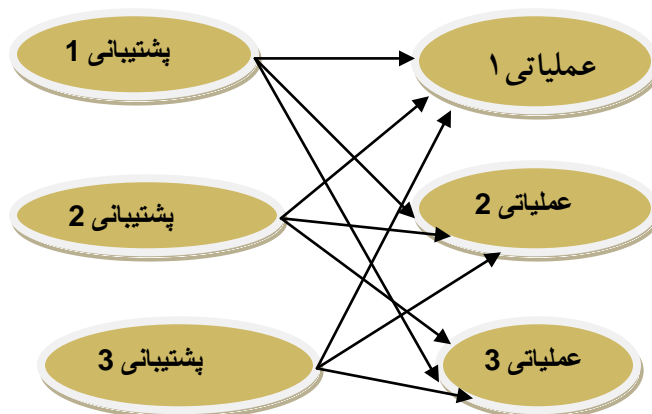 پشتیبانی 1
عملیاتی ۱
پشتیبانی 2
عملیاتی 2
پشتیبانی 3
عملیاتی 3